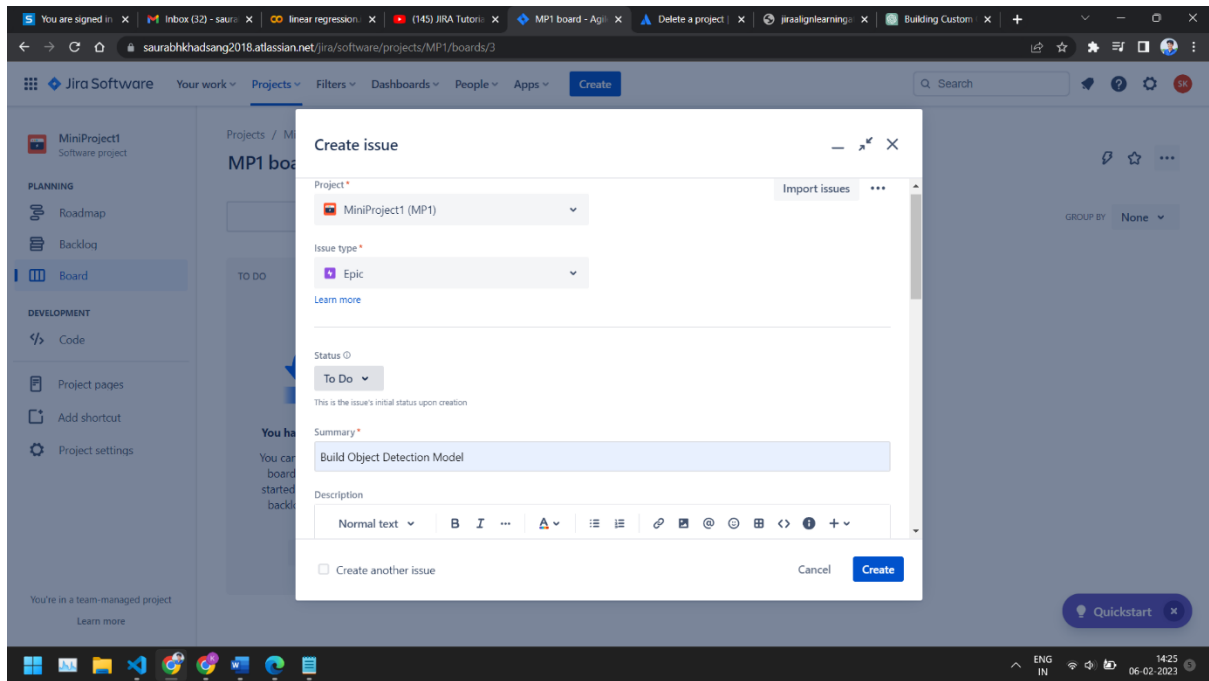 You are signed in
Inbox (32) - saura
linear regression.
(145) JIRA Tutoria
MP1 board - Agil
Delete a project |
jiraalignlearninga
Building Custom
saurabhkhadsang2018.atlassian.net/jira/software/projects/MP1/boards/3
Jira Software Your work Projects Filters Dashboards People Apps Create Search SK
MiniProject1
Software project
PLANNING
Roadmap
Backlog
Board
DEVELOPMENT
Code
Project pages
Add shortcut
Project settings
You're in a team-managed project
Learn more
Projects / Mi
MP1 boa
TO DO
You ha
You can
board
started
backlo
GROUP BY None
Create issue
Project *
Import issues
MiniProject1 (MP1)
Issue type *
Epic
Learn more
Status
To Do
This is the issue's initial status upon creation
Summary *
Build Object Detection Model
Description
Normal text B I A
Create another issue
Cancel Create
Quickstart
ENG
IN
14:25
06-02-2023